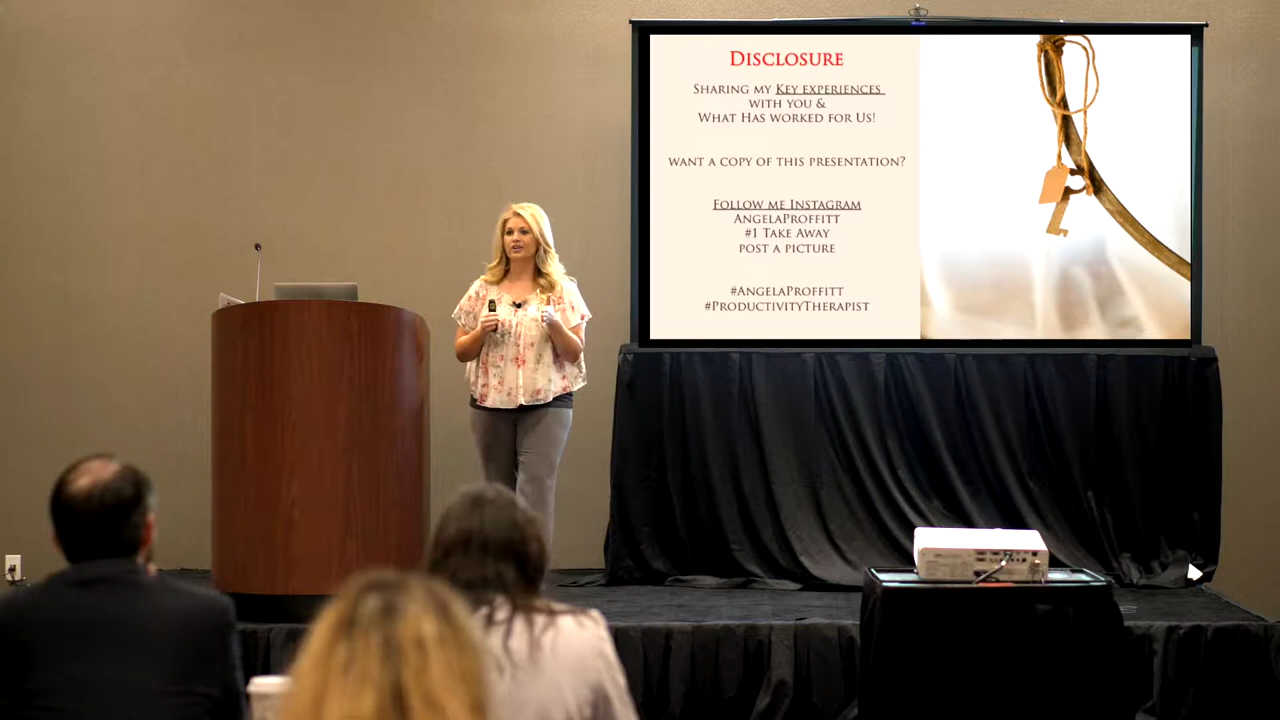 Disclosure
Sharing my Key experiences
with you &
What Has worked for Us!
want a copy of this presentation?
Follow me Instagram
AngelaProffitt
#1 Take Away
post a picture
#AngelaProffitt
#ProductivityTherapist